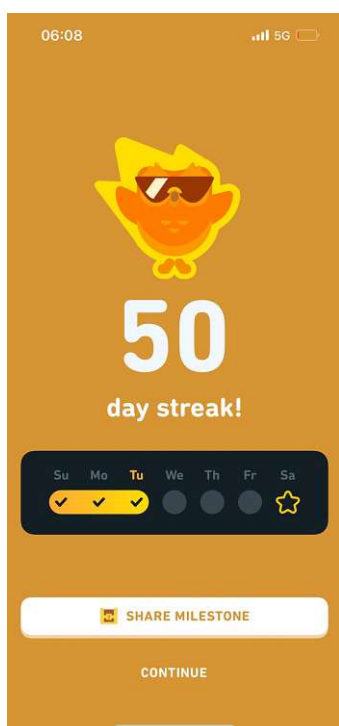 06:08 5G
50
day streak!
Su Mo Tu We Th Fr Sa
SHARE MILESTONE
CONTINUE